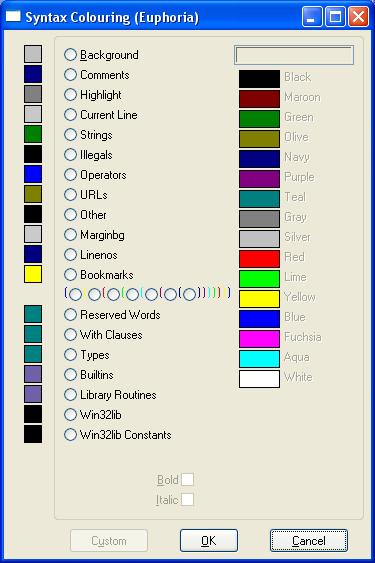 Syntax Colouring (Euphoria)
Background
Comments
Highlight
Current Line
Strings
Illegals
Operators
URLs
Other
Marginbg
Linenos
Bookmarks
( ( ( ( ( ( ( ( ) ) ) ) ) ) ) )
Reserved Words
With Clauses
Types
Builtins
Library Routines
Win32lib
Win32lib Constants
Black
Maroon
Green
Olive
Navy
Purple
Teal
Gray
Silver
Red
Lime
Yellow
Blue
Fuchsia
Aqua
White
Bold
Italic
Custom
OK
Cancel